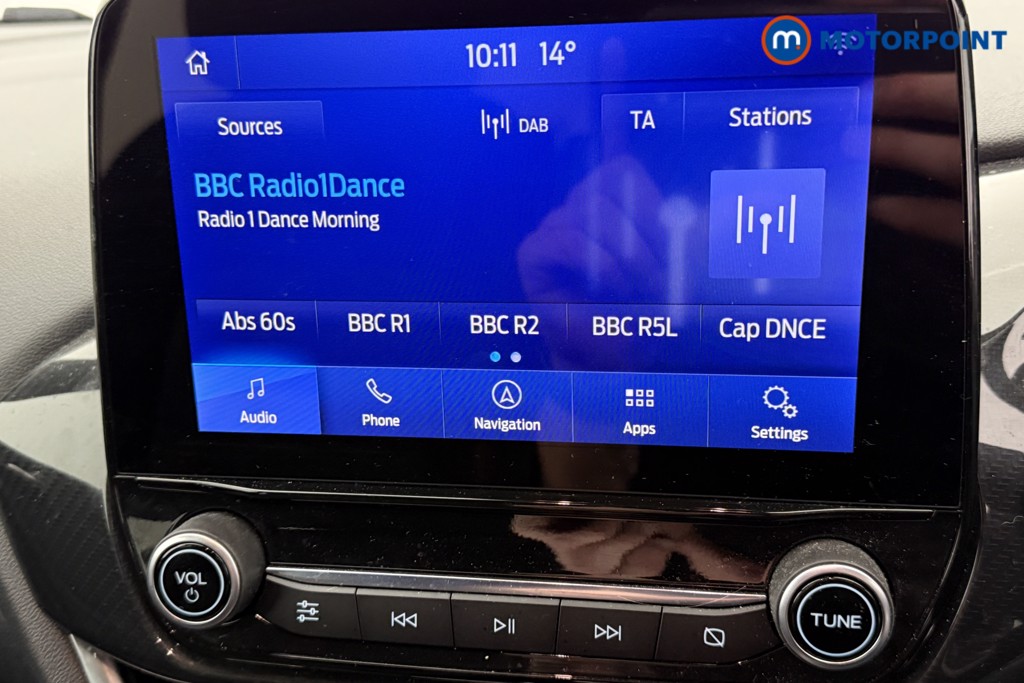 m MOTORPOINT
10:11 14°
Sources DAB TA Stations
BBC Radio1Dance
Radio 1 Dance Morning
Abs 60s BBC R1 BBC R2 BBC R5L Cap DNCE
Audio Phone Navigation Apps Settings
VOL TUNE